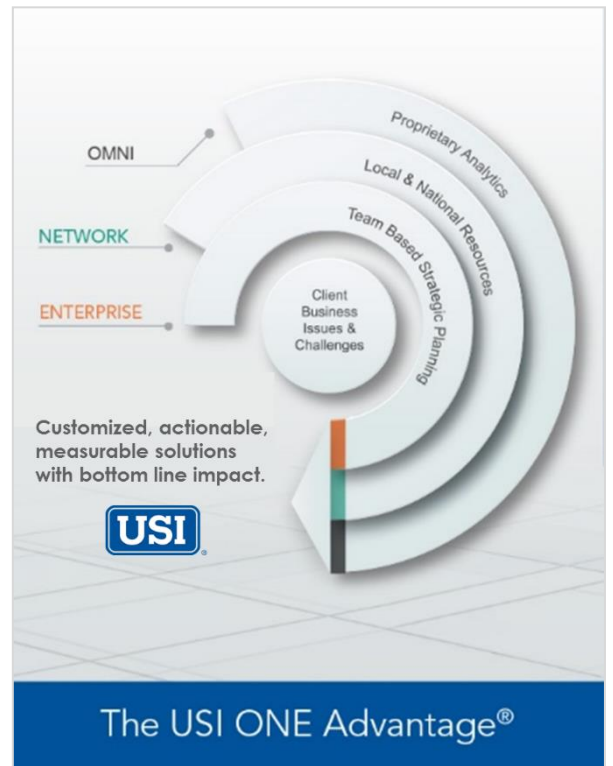 Proprietary Analytics
OMNI
Local & National Resources
NETWORK
Team Based Strategic Planning
ENTERPRISE
Client
Business
Issues &
Challenges
Customized, actionable,
measurable solutions
with bottom line impact.
USI®
The USI ONE Advantage®